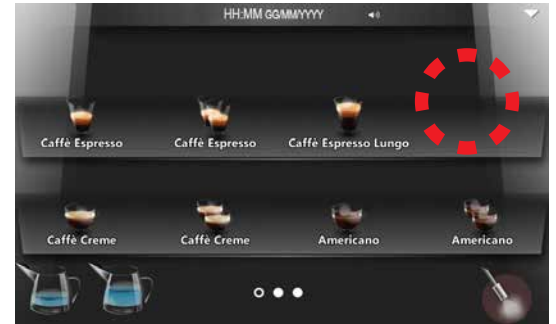 HH:MM GG/MM/YYYY
Caffè Espresso Caffè Espresso Caffè Espresso Lungo
Caffè Creme Caffè Creme Americano Americano